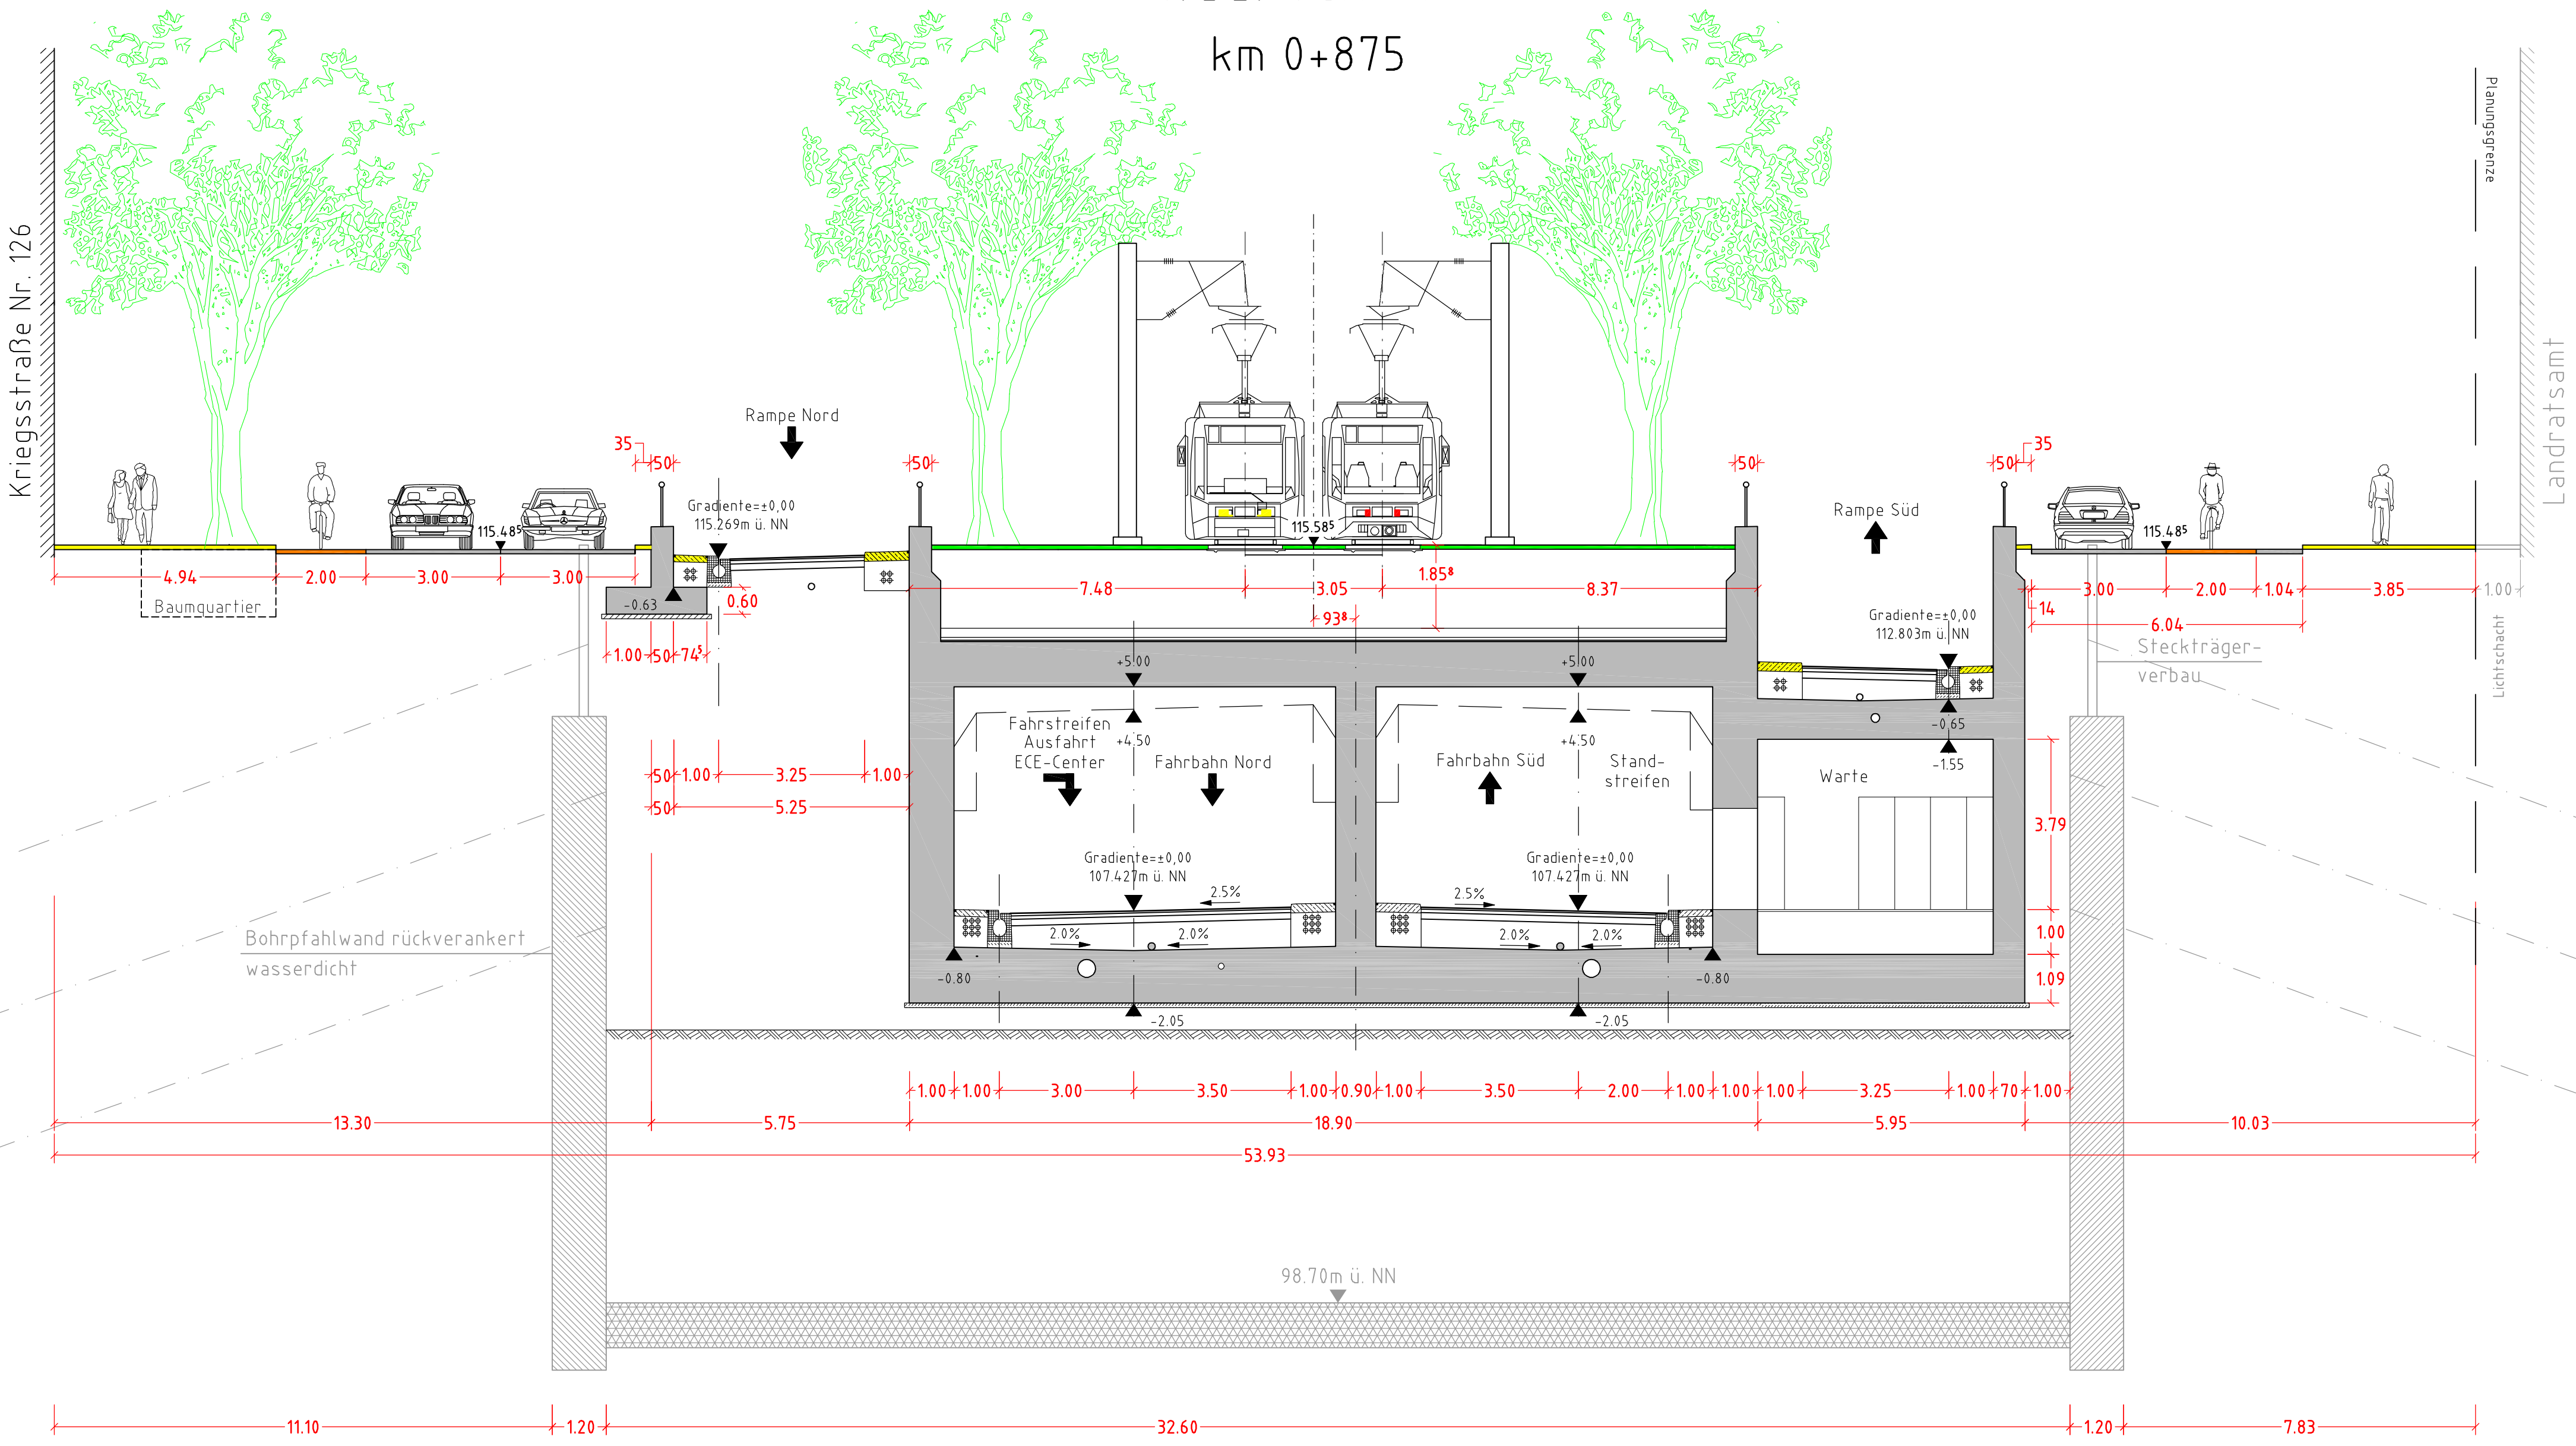 km 0+875
Planungsgrenze
Kriegsstraße Nr. 126
Landratsamt
Rampe Nord
35
50
50
50
50
35
Gradiente=±0,00
115.269m ü. NN
Rampe Süd
115.48⁵
115.58⁵
115.48⁵
4.94
2.00
3.00
3.00
Baumquartier
-0.63
0.60
7.48
3.05
8.37
1.85⁸
93⁸
3.00
2.00
1.04
3.85
1.00
14
6.04
Gradiente=±0,00
112.803m ü. NN
1.00
50
74⁵
Steckträger-
verbau
Lichtschacht
+5.00
+5.00
Fahrstreifen
Ausfahrt
ECE-Center
+4.50
Fahrbahn Nord
Fahrbahn Süd
+4.50
Stand-
streifen
-0.65
-1.55
Warte
50
1.00
3.25
1.00
50
5.25
3.79
Gradiente=±0,00
107.427m ü. NN
Gradiente=±0,00
107.427m ü. NN
2.5%
2.5%
2.0%
2.0%
2.0%
2.0%
1.00
Bohrpfahlwand rückverankert
wasserdicht
-0.80
-0.80
1.09
-2.05
-2.05
1.00
1.00
3.00
3.50
1.00
0.90
1.00
3.50
2.00
1.00
1.00
1.00
3.25
1.00
70
1.00
13.30
5.75
18.90
5.95
10.03
53.93
98.70m ü. NN
11.10
1.20
32.60
1.20
7.83